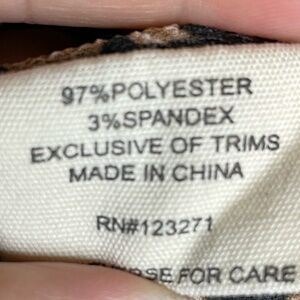 97%POLYESTER
3%SPANDEX
EXCLUSIVE OF TRIMS
MADE IN CHINA
RN#123271
FOR CARE